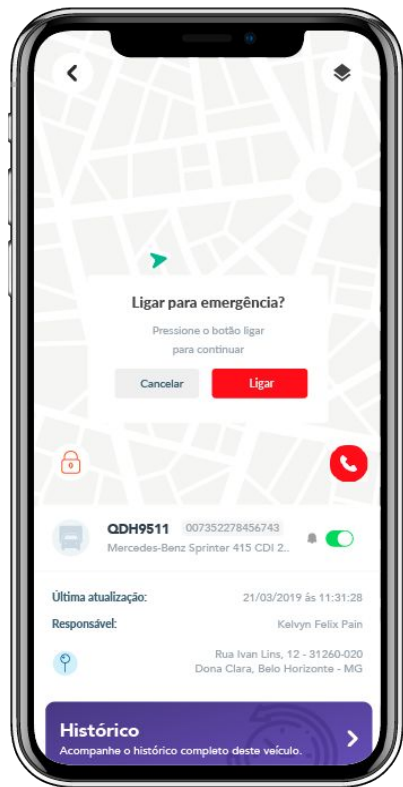 Ligar para emergência?
Pressione o botão ligar
para continuar
Cancelar Ligar
QDH9511 007352278456743
Mercedes-Benz Sprinter 415 CDI 2..
Última atualização: 21/03/2019 ás 11:31:28
Responsável: Kelvyn Felix Pain
Rua Ivan Lins, 12 - 31260-020
Dona Clara, Belo Horizonte - MG
Histórico
Acompanhe o histórico completo deste veículo.